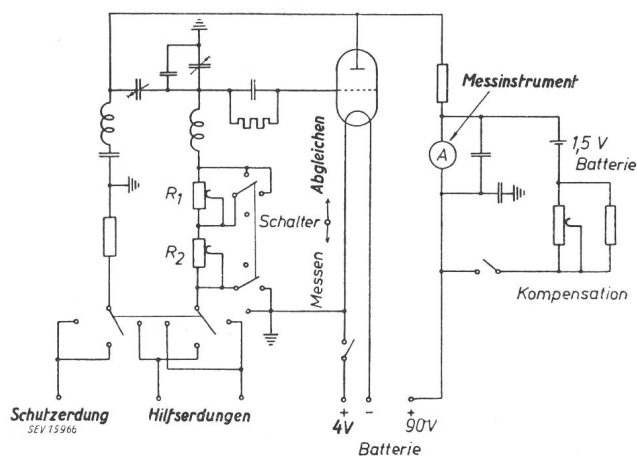 Messinstrument
A
1,5 V
Batterie
Abgleichen
R1
Schalter
R2
Messen
Kompensation
Schutzerdung
SEV 15966
Hilfserdungen
+ -
4V
+
90V
Batterie